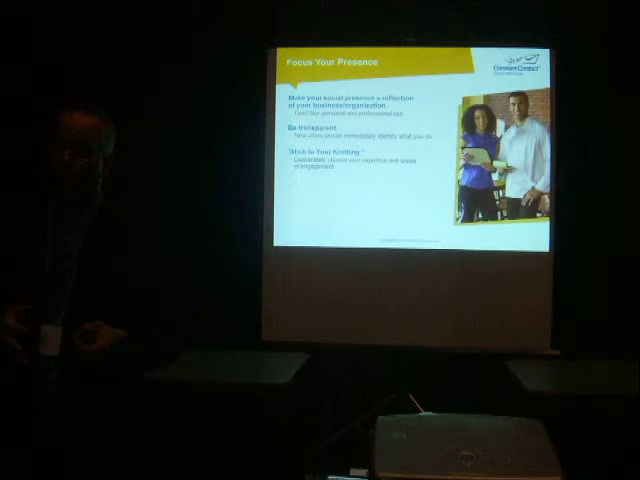 Focus Your Presence
Constant Contact
Make your social presence a reflection
of your business/organization.
Don't blur personal and professional use
Be transparent.
New users should immediately identify what you do
"Stick to Your Knitting."
Deliberately choose your expertise and areas
of engagement